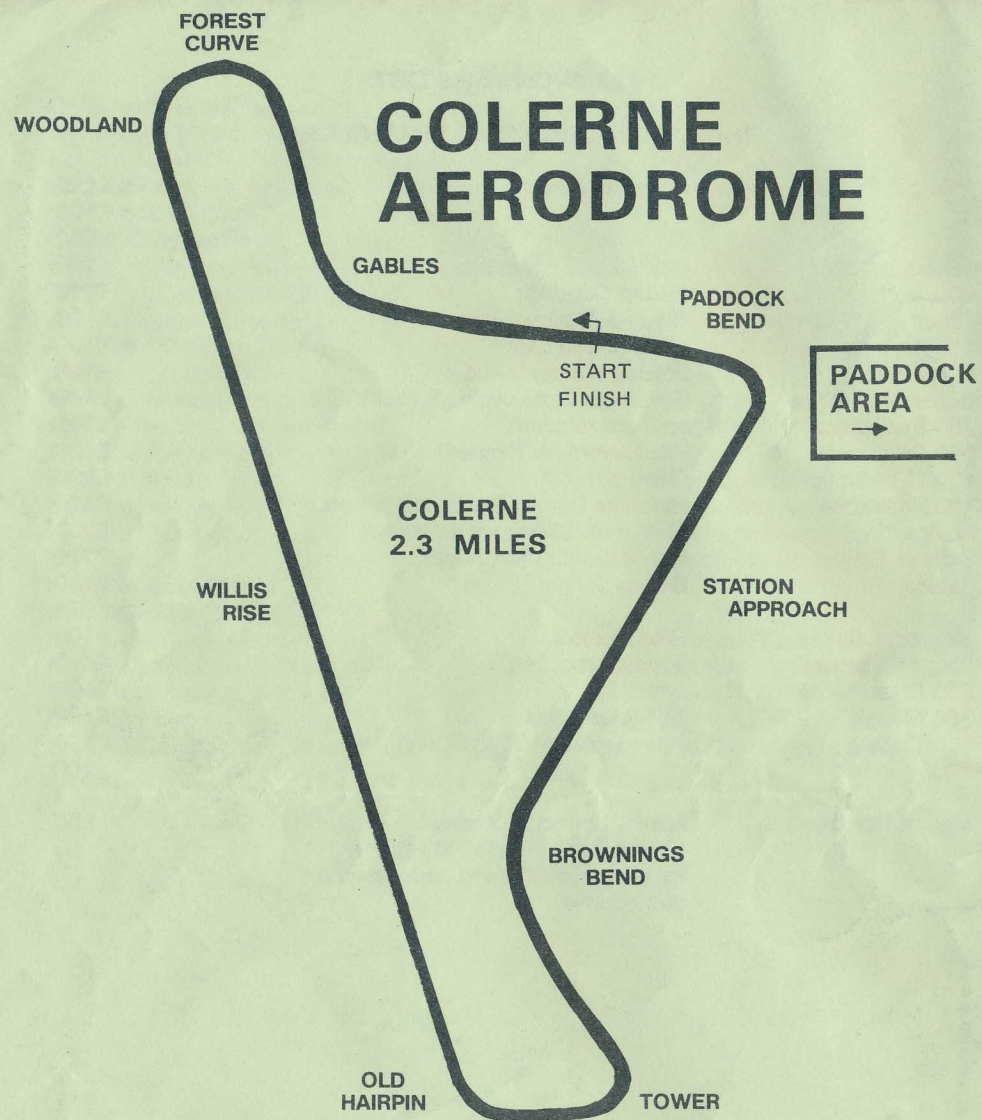 FOREST
CURVE
WOODLAND
COLERNE
AERODROME
GABLES
PADDOCK
BEND
START
FINISH
PADDOCK
AREA
COLERNE
2.3 MILES
WILLIS
RISE
STATION
APPROACH
BROWNINGS
BEND
OLD
HAIRPIN
TOWER